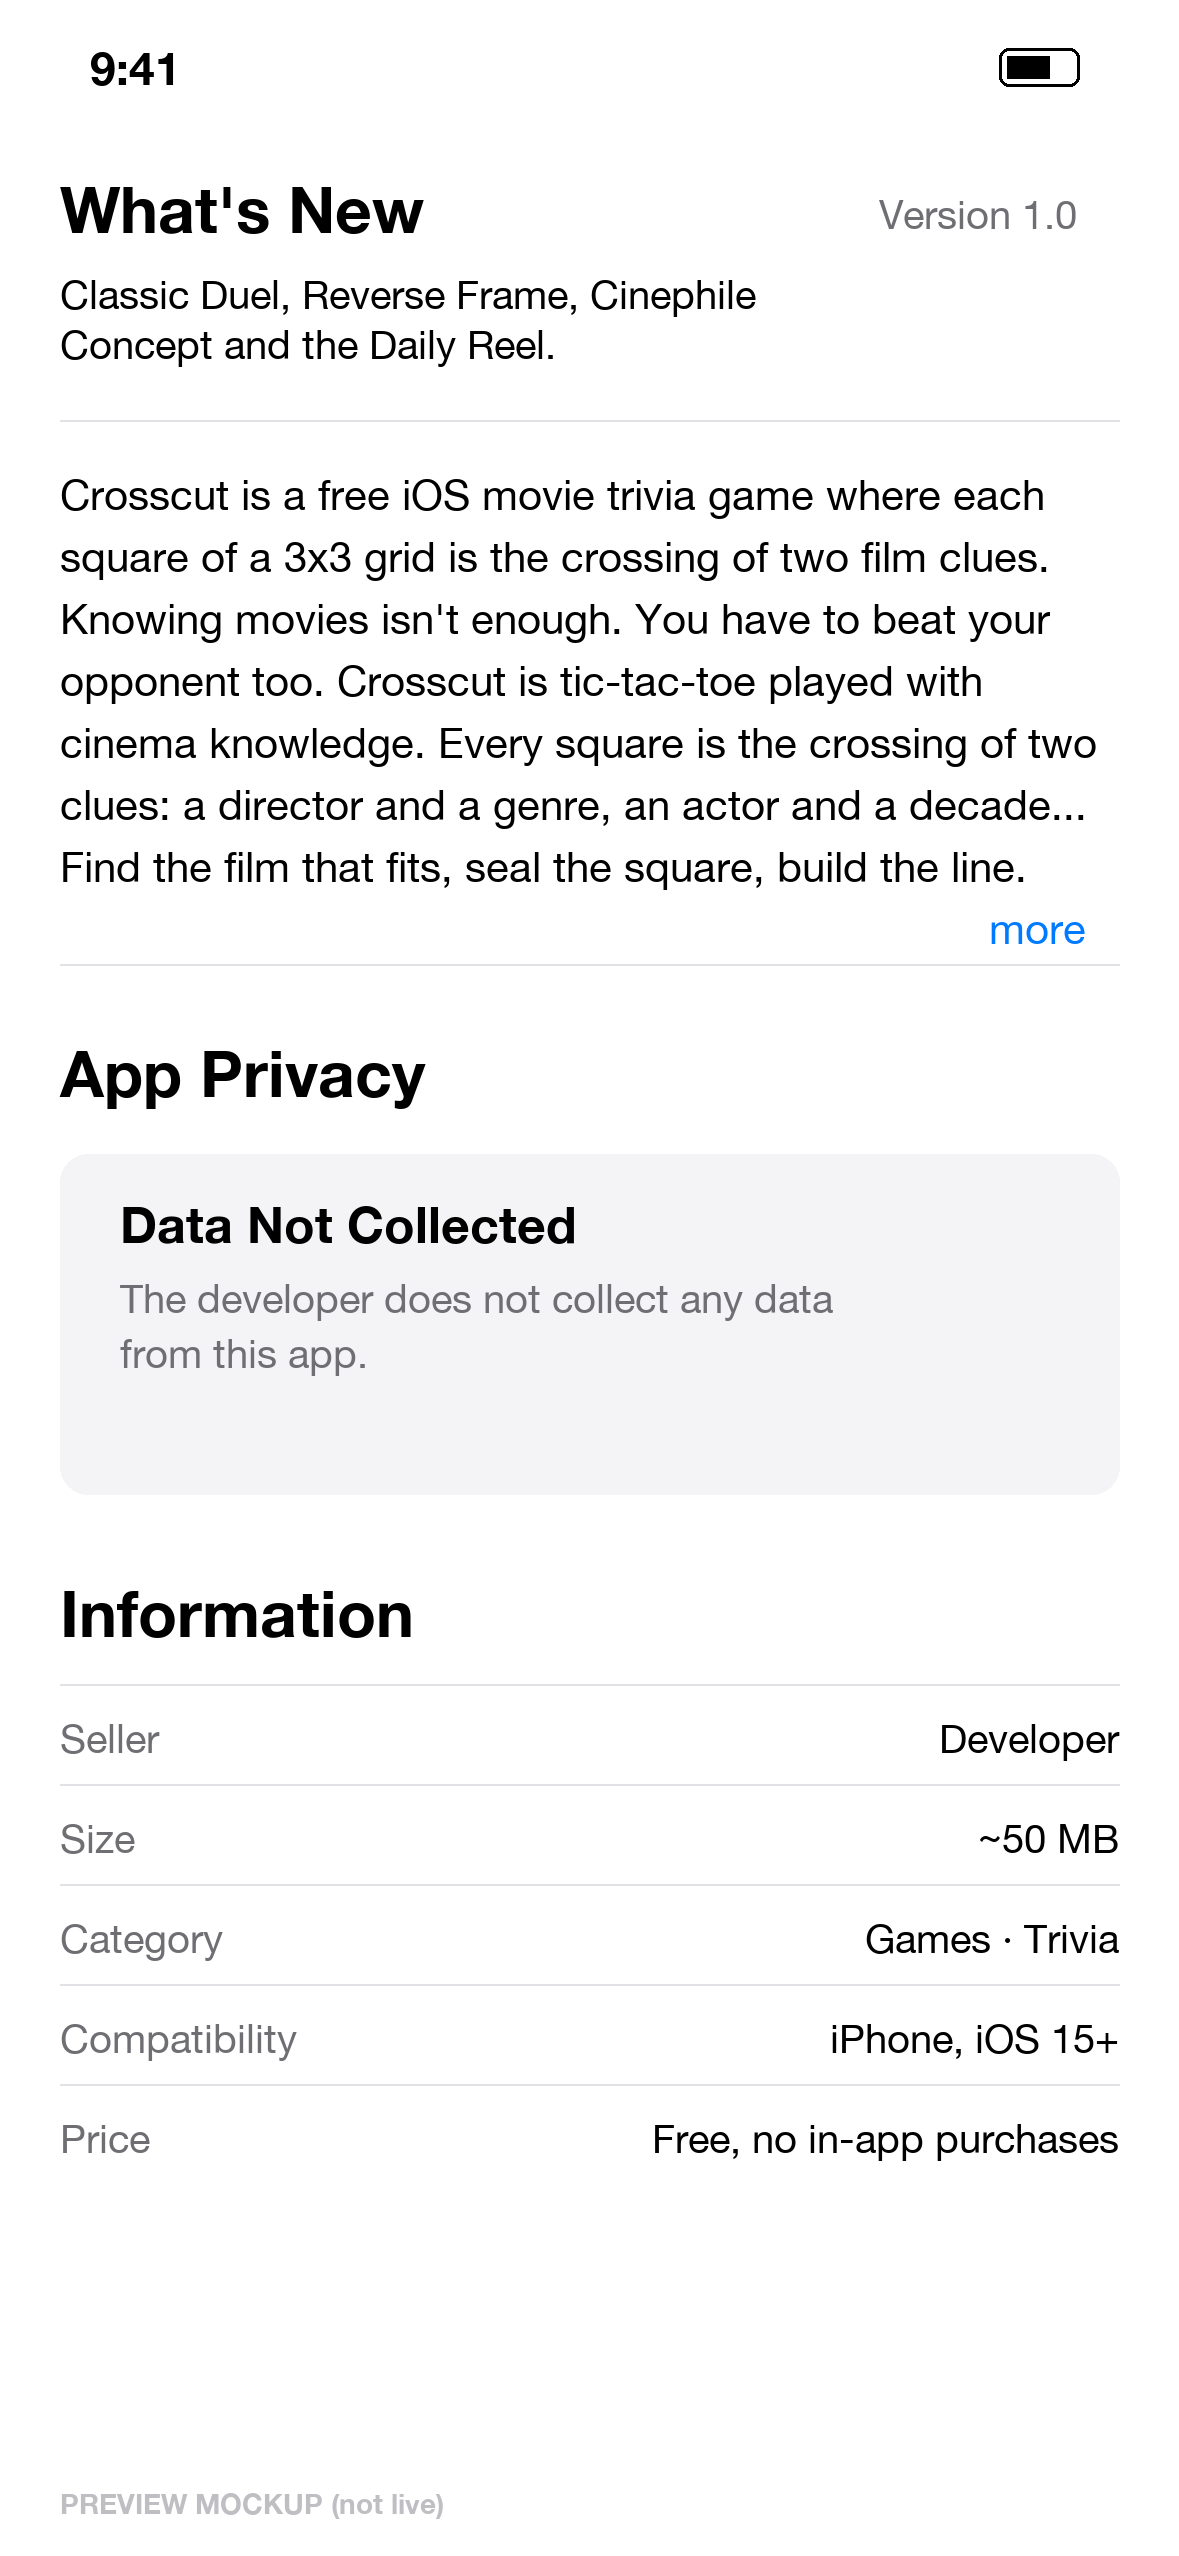 9:41
What's New
Version 1.0
Classic Duel, Reverse Frame, Cinephile
Concept and the Daily Reel.
Crosscut is a free iOS movie trivia game where each
square of a 3x3 grid is the crossing of two film clues.
Knowing movies isn't enough. You have to beat your
opponent too. Crosscut is tic-tac-toe played with
cinema knowledge. Every square is the crossing of two
clues: a director and a genre, an actor and a decade...
Find the film that fits, seal the square, build the line.
more
App Privacy
Data Not Collected
The developer does not collect any data
from this app.
Information
Seller
Developer
Size
~50 MB
Category
Games · Trivia
Compatibility
iPhone, iOS 15+
Price
Free, no in-app purchases
PREVIEW MOCKUP (not live)